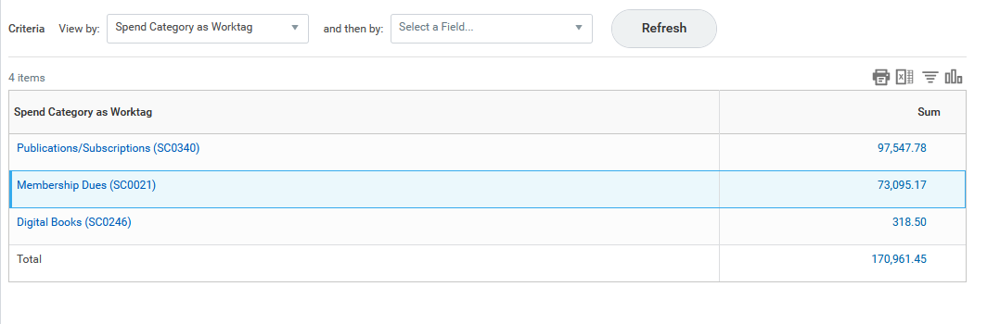 Criteria View by: Spend Category as Worktag and then by: Select a Field... Refresh
4 items
Spend Category as Worktag Sum
Publications/Subscriptions (SC0340) 97,547.78
Membership Dues (SC0021) 73,095.17
Digital Books (SC0246) 318.50
Total 170,961.45